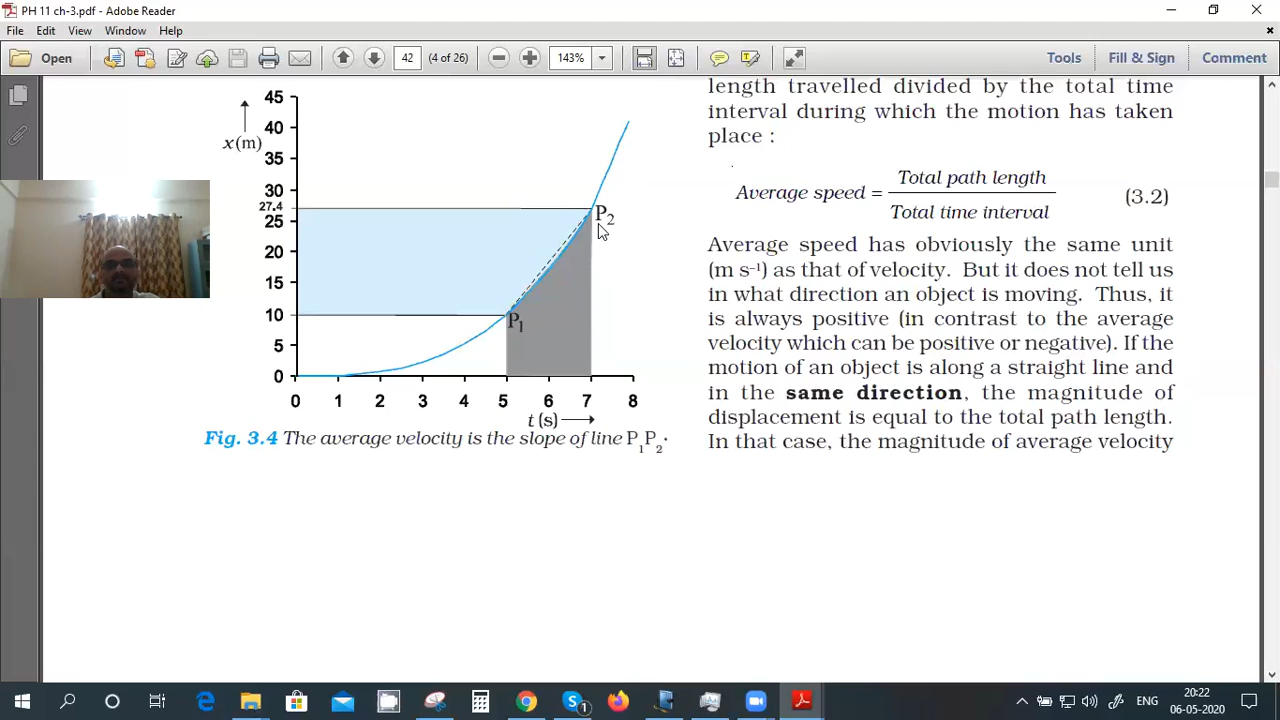 PH 11 ch-3.pdf - Adobe Reader
File Edit View Window Help
Open
42
(4 of 26)
143%
Tools
Fill & Sign
Comment
45
40
x(m)
35
30
27.4
25
20
15
10
5
0
P2
P1
0 1 2 3 4 5 6 7 8
t (s)
Fig. 3.4 The average velocity is the slope of line P1P2.
length travelled divided by the total time
interval during which the motion has taken
place :
Average speed = Total path length / Total time interval (3.2)
Average speed has obviously the same unit
(m s⁻¹) as that of velocity. But it does not tell us
in what direction an object is moving. Thus, it
is always positive (in contrast to the average
velocity which can be positive or negative). If the
motion of an object is along a straight line and
in the same direction, the magnitude of
displacement is equal to the total path length.
In that case, the magnitude of average velocity
1
ENG
20:22
06-05-2020